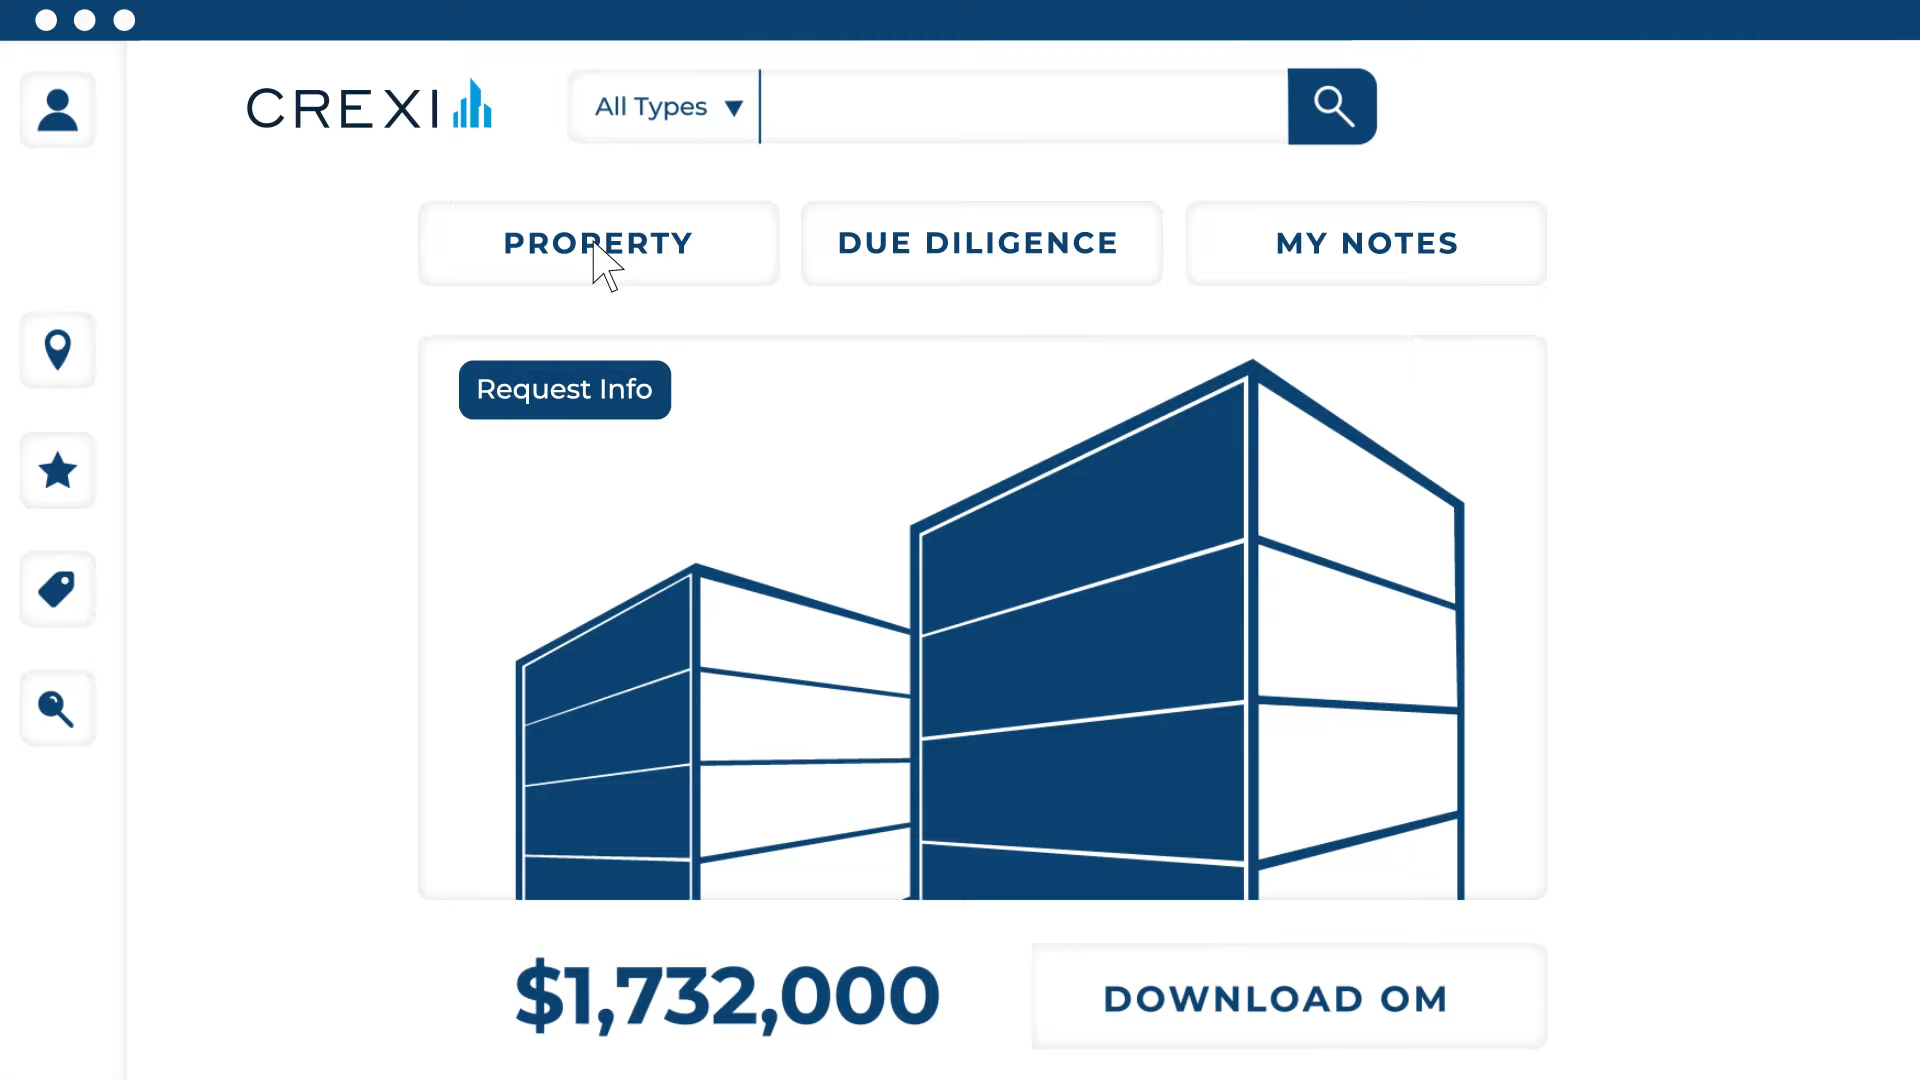 CREXI
All Types
PROPERTY
DUE DILIGENCE
MY NOTES
Request Info
$1,732,000
DOWNLOAD OM